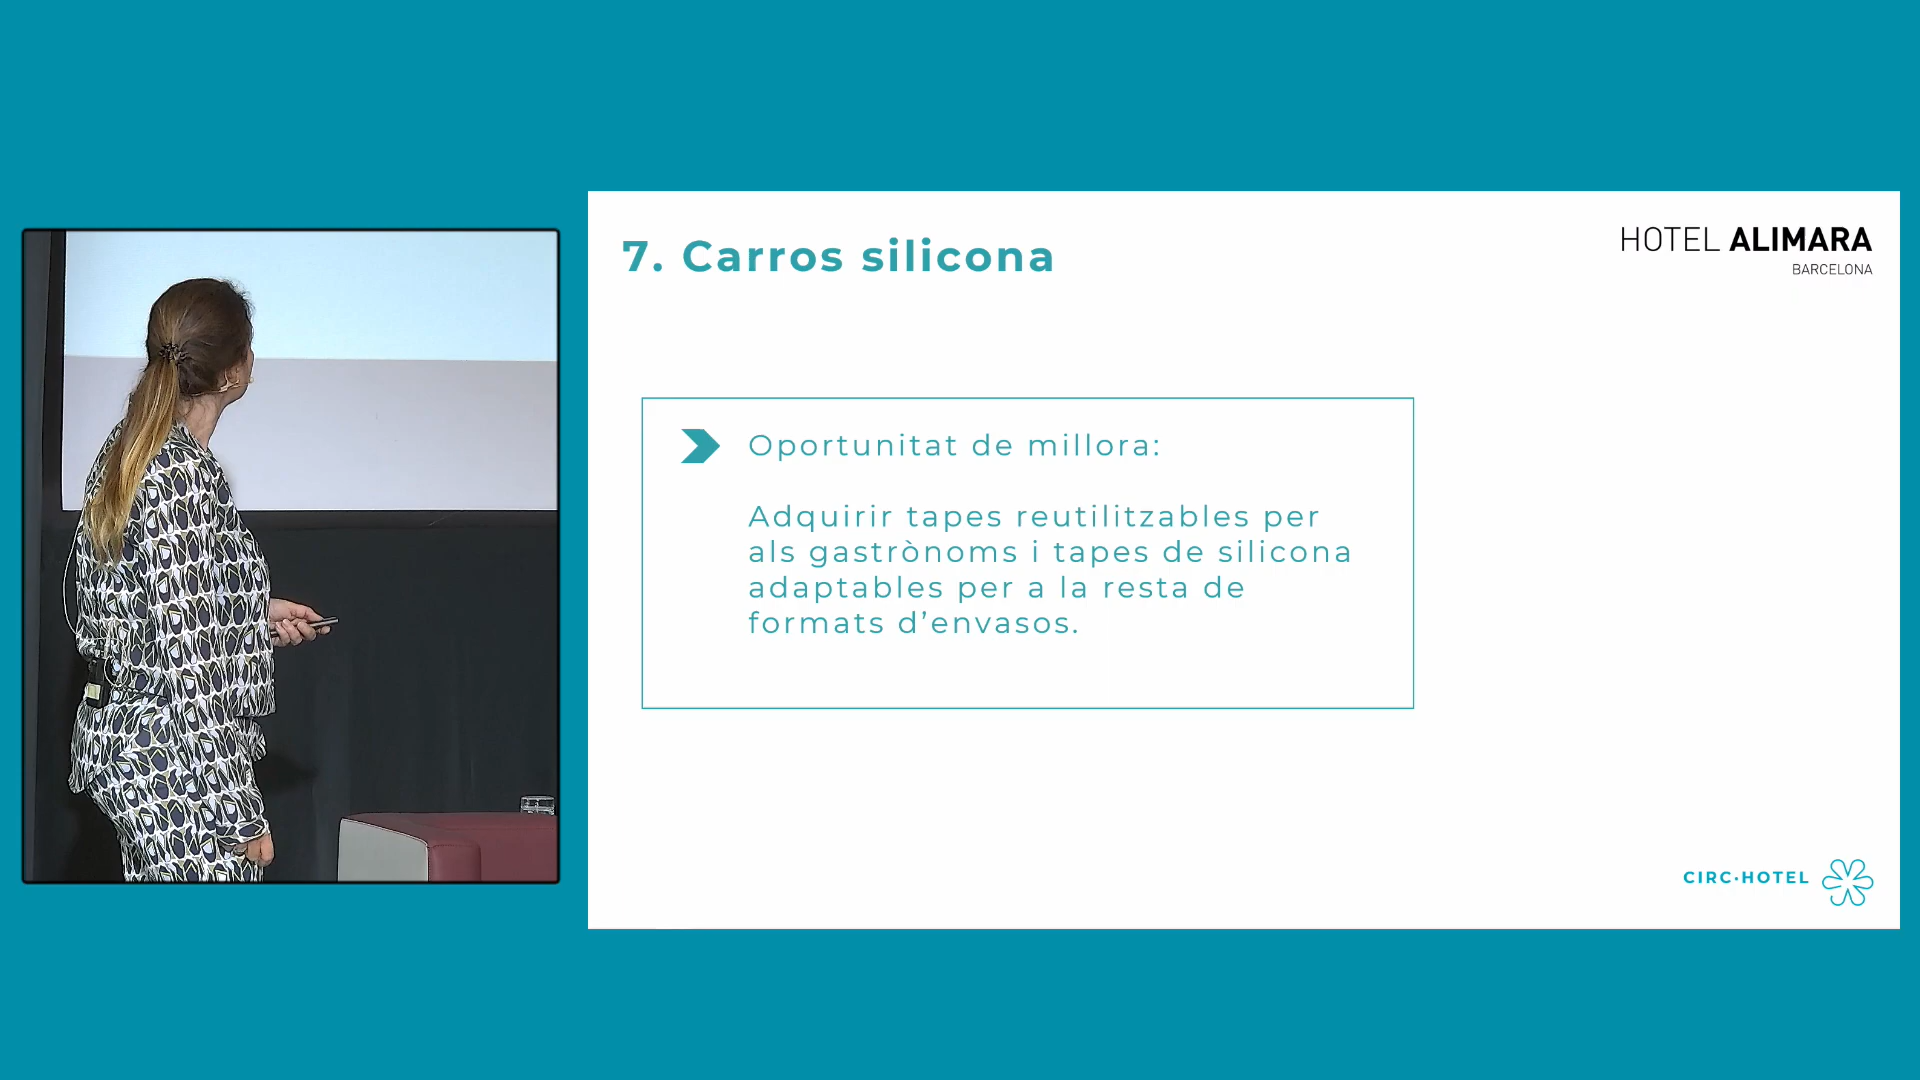 7. Carros silicona
HOTEL ALIMARA
BARCELONA
Oportunitat de millora:
Adquirir tapes reutilitzables per
als gastrònoms i tapes de silicona
adaptables per a la resta de
formats d’envasos.
CIRC·HOTEL